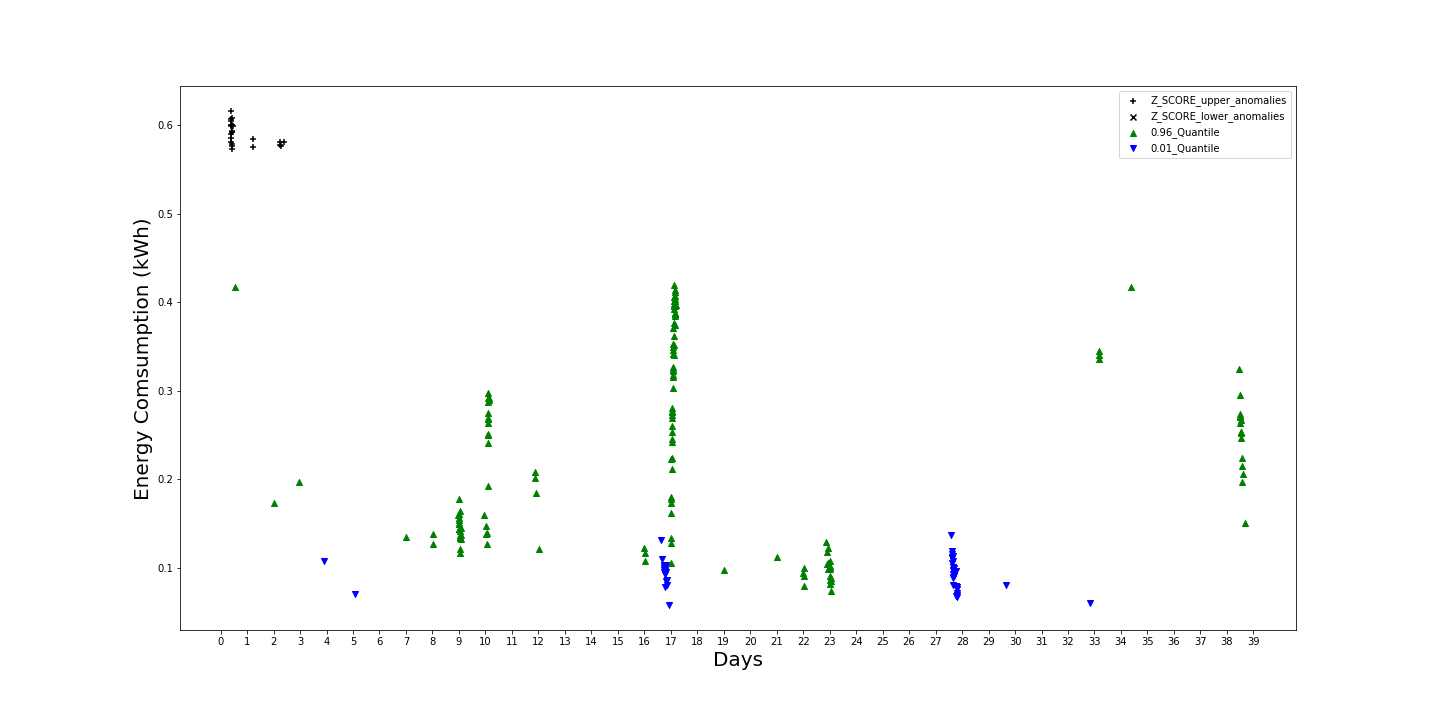 Z_SCORE_upper_anomalies
Z_SCORE_lower_anomalies
0.96_Quantile
0.01_Quantile
0.6
0.5
0.4
0.3
0.2
0.1
Energy Comsumption (kWh)
0 1 2 3 4 5 6 7 8 9 10 11 12 13 14 15 16 17 18 19 20 21 22 23 24 25 26 27 28 29 30 31 32 33 34 35 36 37 38 39
Days